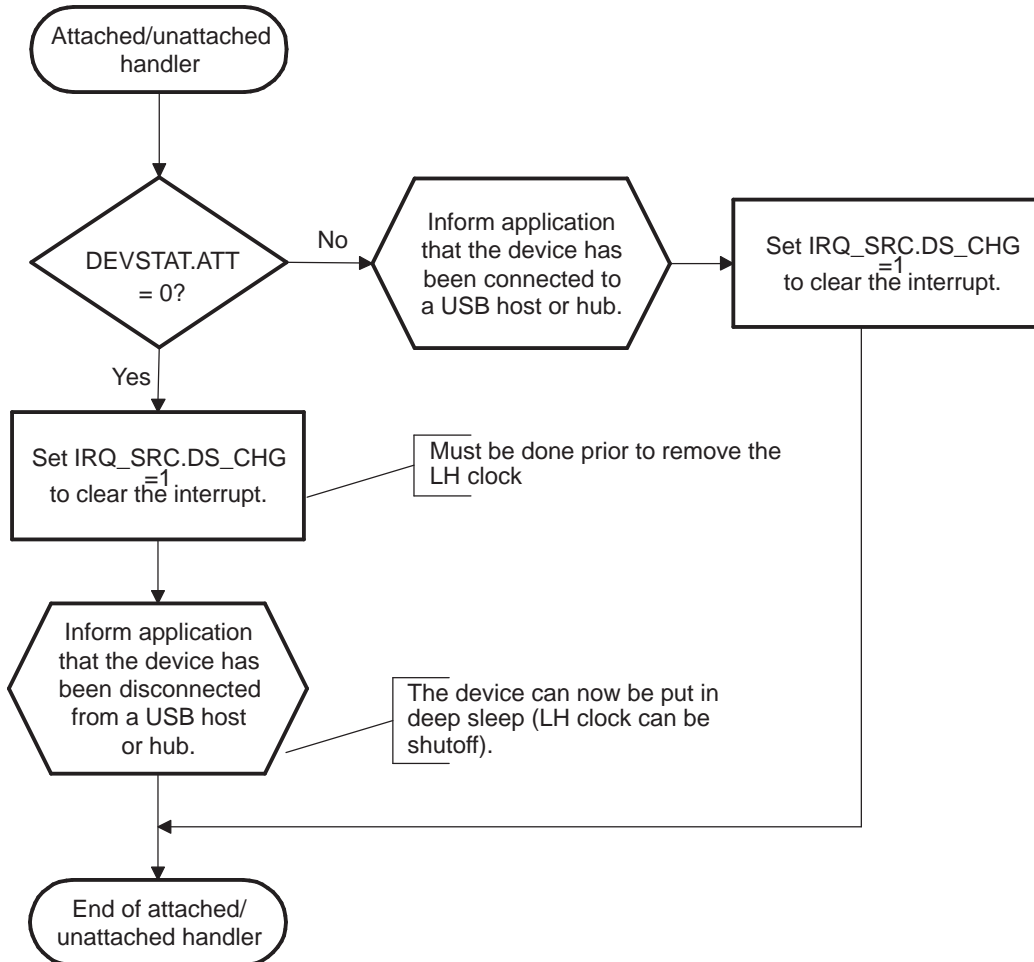 Attached/unattached
handler
DEVSTAT.ATT
= 0?
No
Inform application
that the device has
been connected to
a USB host or hub.
Set IRQ_SRC.DS_CHG
=1
to clear the interrupt.
Yes
Set IRQ_SRC.DS_CHG
=1
to clear the interrupt.
Must be done prior to remove the
LH clock
Inform application
that the device has
been disconnected
from a USB host
or hub.
The device can now be put in
deep sleep (LH clock can be
shutoff).
End of attached/
unattached handler